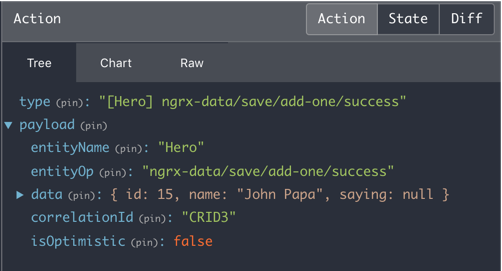 Action
Action State Diff
Tree Chart Raw
type (pin): "[Hero] ngrx-data/save/add-one/success"
▼ payload (pin)
entityName (pin): "Hero"
entityOp (pin): "ngrx-data/save/add-one/success"
▶ data (pin): { id: 15, name: "John Papa", saying: null }
correlationId (pin): "CRID3"
isOptimistic (pin): false